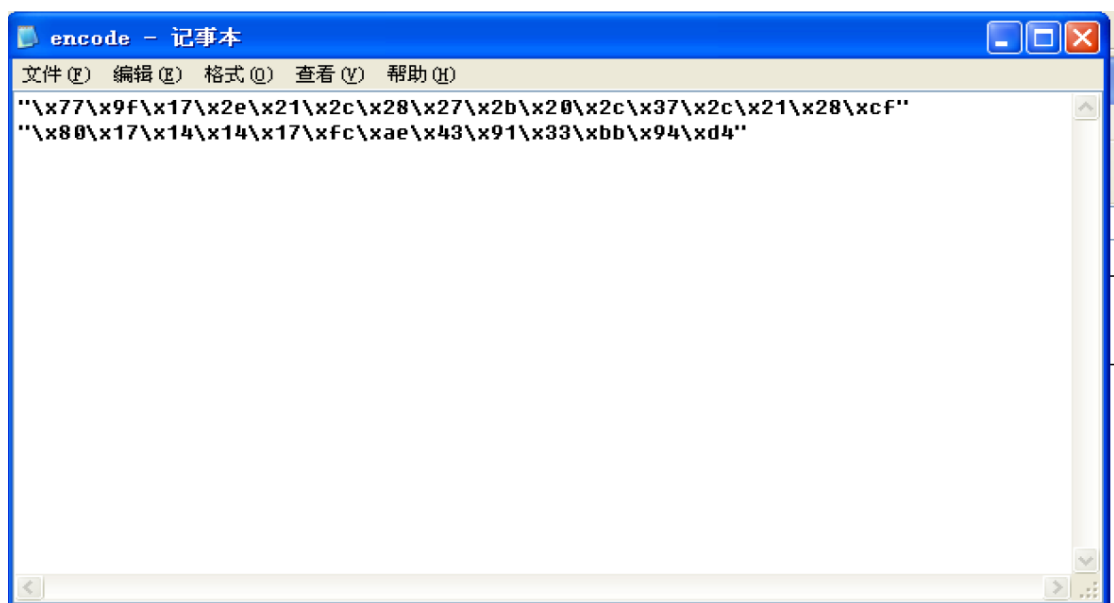 encode - 记事本
文件(F) 编辑(E) 格式(O) 查看(V) 帮助(H)
"\x77\x9f\x17\x2e\x21\x2c\x28\x27\x2b\x20\x2c\x37\x2c\x21\x28\xcf"
"\x80\x17\x14\x14\x17\xfc\xae\x43\x91\x33\xbb\x94\xd4"